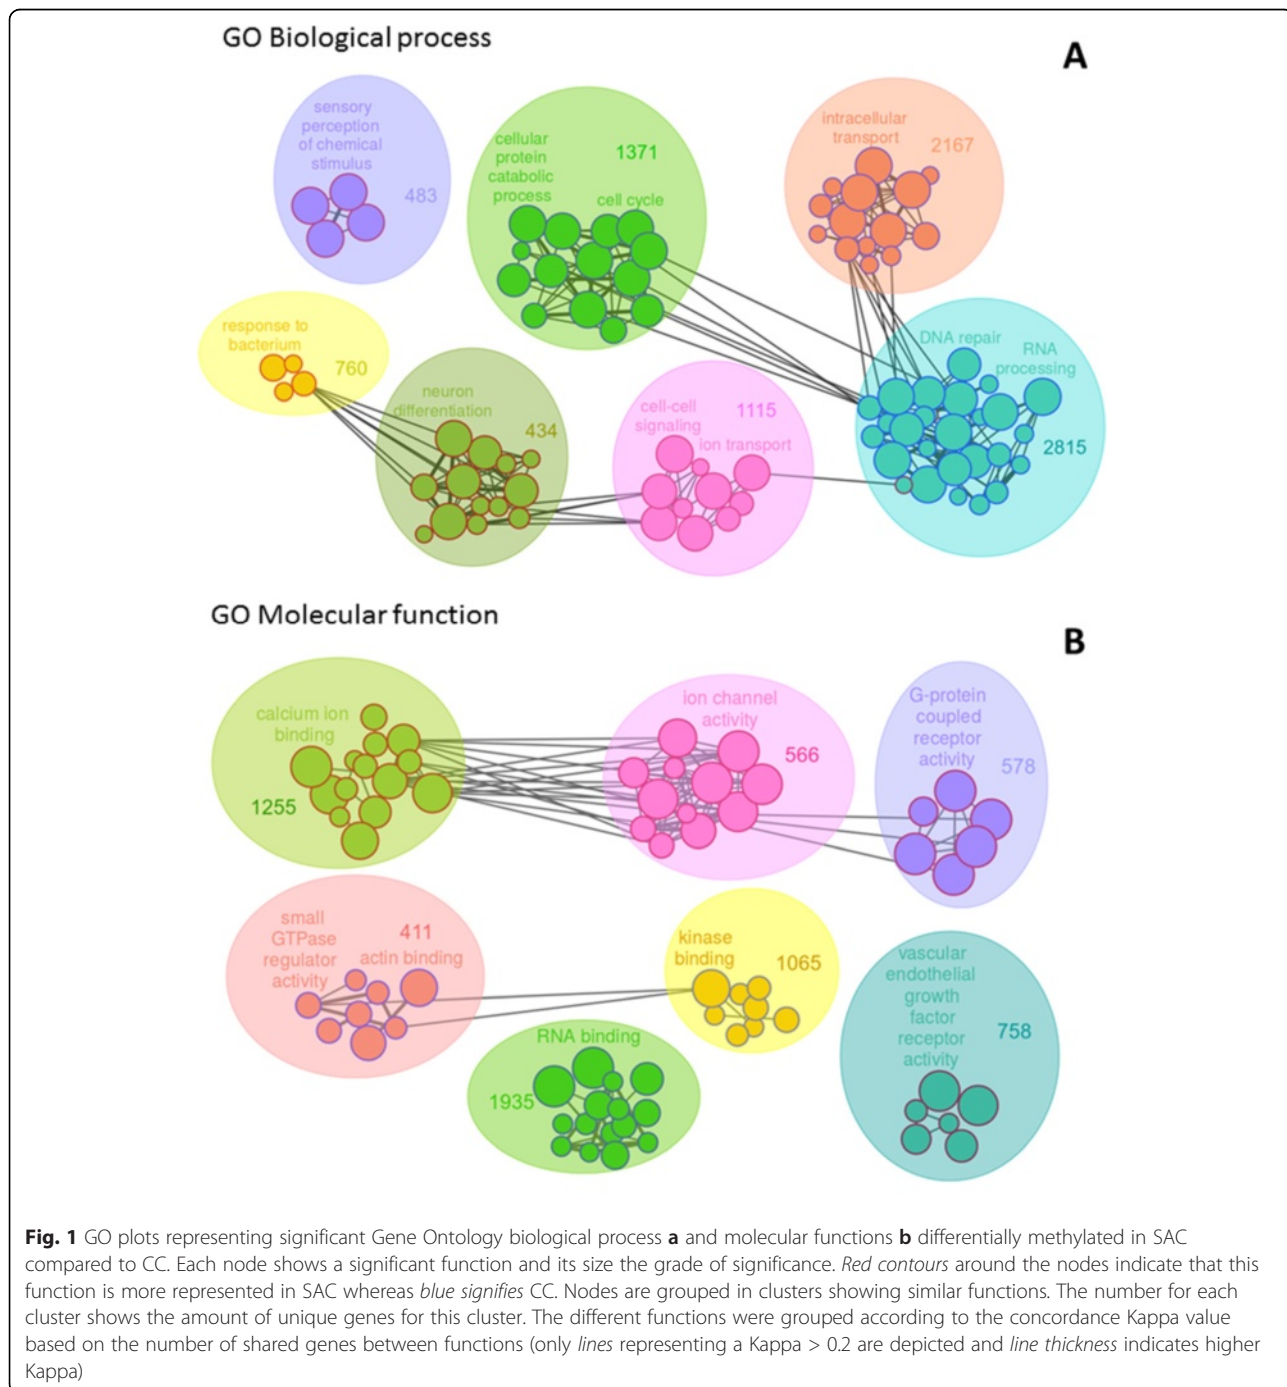 GO Biological process
A
sensory
perception
of chemical
stimulus
483
cellular
protein
catabolic
process
1371
cell cycle
intracellular
transport
2167
response to
bacterium
760
neuron
differentiation
434
cell-cell
signaling
1115
ion transport
DNA repair
RNA
processing
2815
GO Molecular function
B
calcium ion
binding
1255
ion channel
activity
566
G-protein
coupled
receptor
activity
578
small
GTPase
regulator
activity
411
actin binding
kinase
binding
1065
RNA binding
1935
vascular
endothelial
growth
factor
receptor
activity
758
Fig. 1 GO plots representing significant Gene Ontology biological process a and molecular functions b differentially methylated in SAC
compared to CC. Each node shows a significant function and its size the grade of significance. Red contours around the nodes indicate that this
function is more represented in SAC whereas blue signifies CC. Nodes are grouped in clusters showing similar functions. The number for each
cluster shows the amount of unique genes for this cluster. The different functions were grouped according to the concordance Kappa value
based on the number of shared genes between functions (only lines representing a Kappa > 0.2 are depicted and line thickness indicates higher
Kappa)